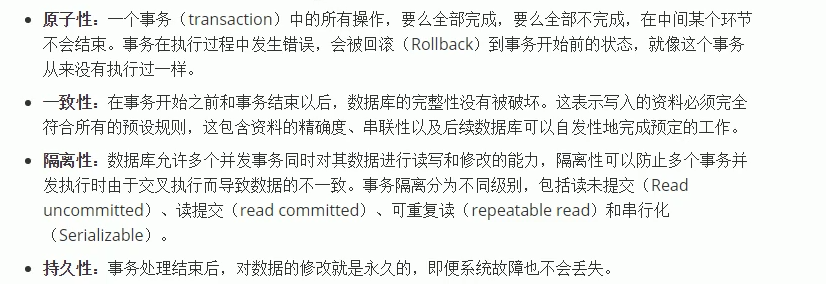 原子性：一个事务（transaction）中的所有操作，要么全部完成，要么全部不完成，在中间某个环节
不会结束。事务在执行过程中发生错误，会被回滚（Rollback）到事务开始前的状态，就像这个事务
从来没有执行过一样。
一致性：在事务开始之前和事务结束以后，数据库的完整性没有被破坏。这表示写入的资料必须完全
符合所有的预设规则，这包含资料的精确度、串联性以及后续数据库可以自发性地完成预定的工作。
隔离性：数据库允许多个并发事务同时对其数据进行读写和修改的能力，隔离性可以防止多个事务并
发执行时由于交叉执行而导致数据的不一致。事务隔离分为不同级别，包括读未提交（Read
uncommitted）、读提交（read committed）、可重复读（repeatable read）和串行化
（Serializable）。
持久性：事务处理结束后，对数据的修改就是永久的，即便系统故障也不会丢失。